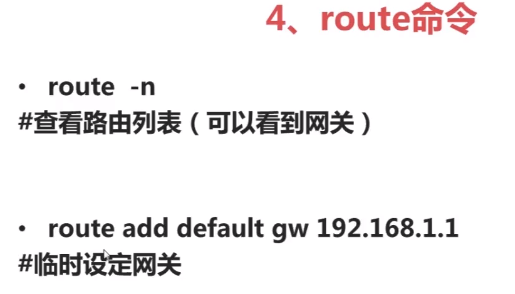 4、route命令
• route -n
#查看路由列表（可以看到网关）
• route add default gw 192.168.1.1
#临时设定网关